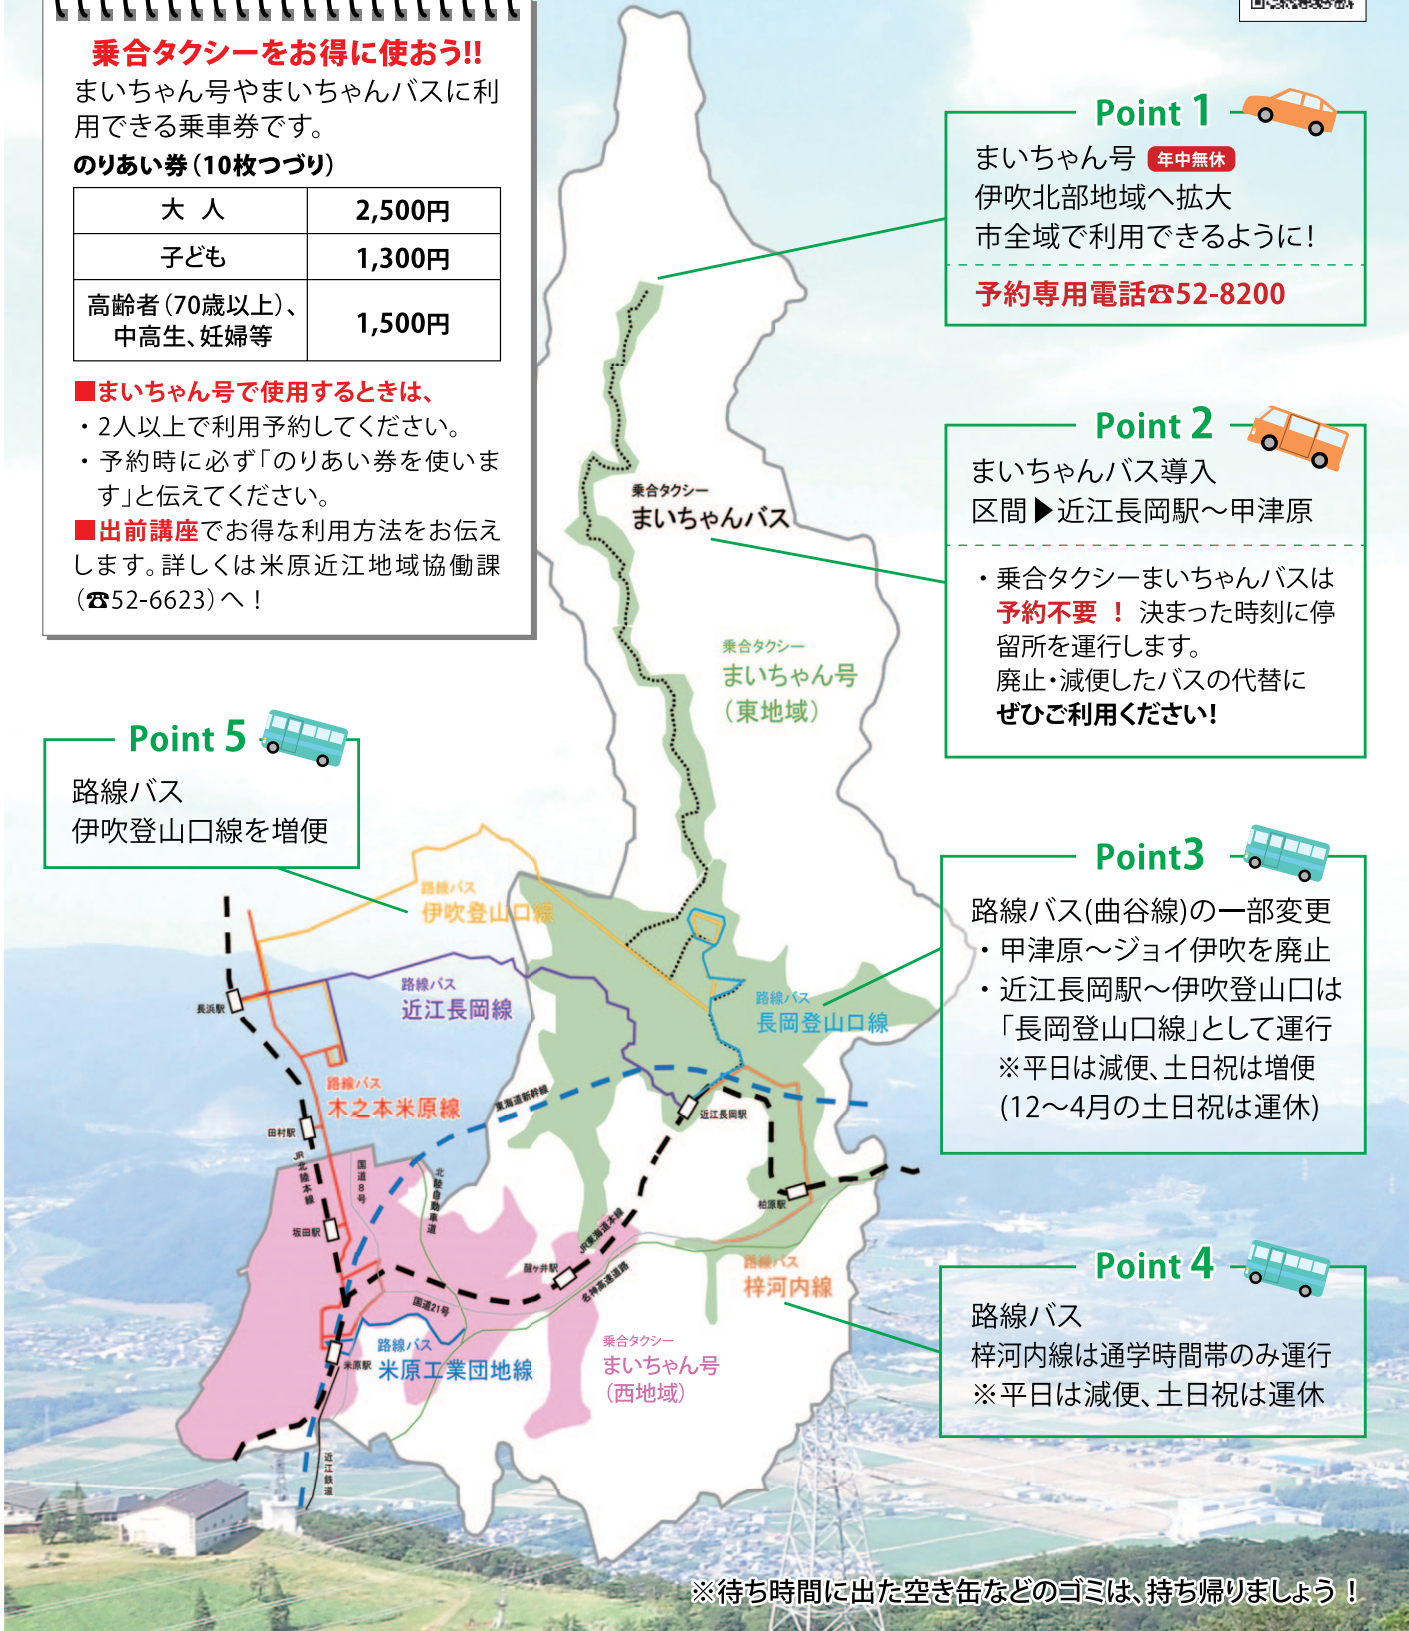 乗合タクシーをお得に使おう!!
まいちゃん号やまいちゃんバスに利
用できる乗車券です。
のりあい券（10枚つづり）
大 人 2,500円
子ども 1,300円
高齢者（70歳以上）、
中高生、妊婦等 1,500円
■まいちゃん号で使用するときは、
・2人以上で利用予約してください。
・予約時に必ず「のりあい券を使いま
す」と伝えてください。
■出前講座でお得な利用方法をお伝え
します。詳しくは米原近江地域協働課
（☎52-6623）へ！
Point 1
まいちゃん号 年中無休
伊吹北部地域へ拡大
市全域で利用できるように！
予約専用電話☎52-8200
Point 2
まいちゃんバス導入
区間▶近江長岡駅～甲津原
・乗合タクシーまいちゃんバスは
予約不要 ！ 決まった時刻に停
留所を運行します。
廃止・減便したバスの代替に
ぜひご利用ください!
Point3
路線バス(曲谷線)の一部変更
・甲津原～ジョイ伊吹を廃止
・近江長岡駅～伊吹登山口は
「長岡登山口線」として運行
※平日は減便、土日祝は増便
(12～4月の土日祝は運休)
Point 4
路線バス
梓河内線は通学時間帯のみ運行
※平日は減便、土日祝は運休
Point 5
路線バス
伊吹登山口線を増便
乗合タクシー
まいちゃんバス
乗合タクシー
まいちゃん号
（東地域）
路線バス
伊吹登山口線
路線バス
近江長岡線
路線バス
長岡登山口線
長浜駅
路線バス
木之本米原線
東海道新幹線
近江長岡駅
田村駅
JR北陸本線
国道8号
北陸自動車道
柏原駅
坂田駅
JR東海道本線
醒ヶ井駅
名神高速道路
路線バス
梓河内線
国道21号
路線バス
米原工業団地線
米原駅
乗合タクシー
まいちゃん号
（西地域）
近江鉄道
※待ち時間に出た空き缶などのゴミは、持ち帰りましょう！